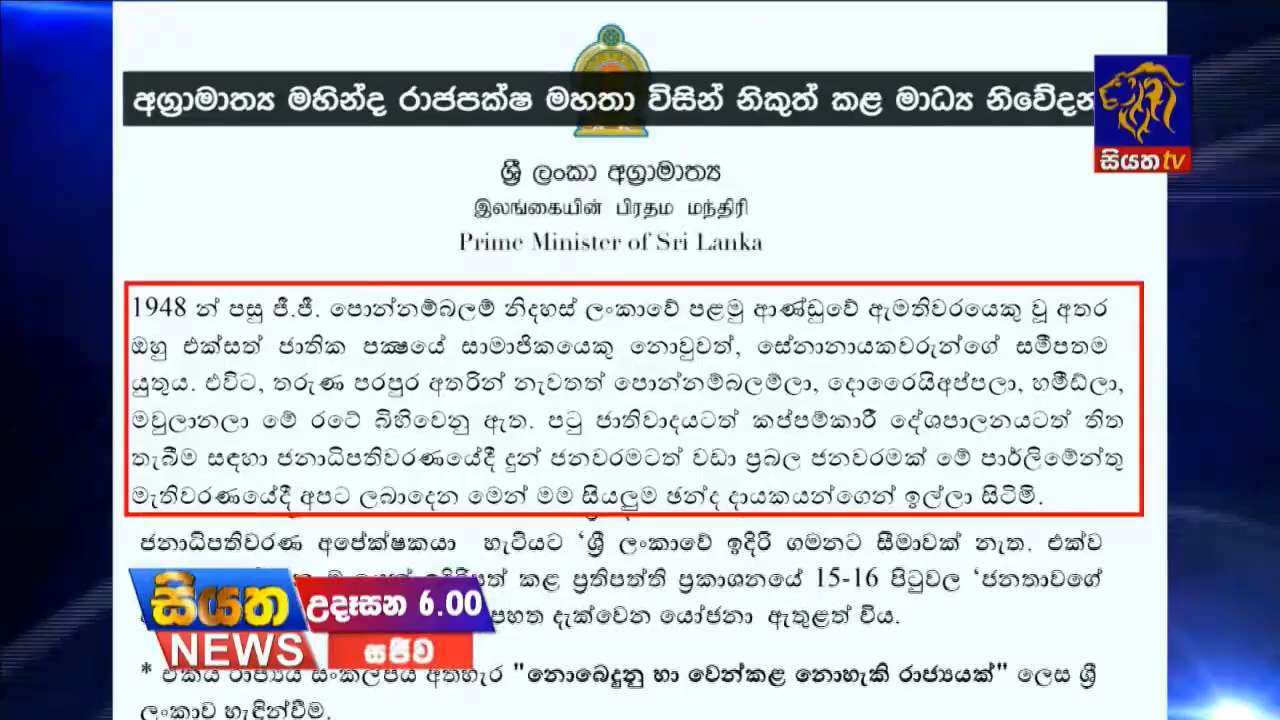 අග්‍රාමාත්‍ය මහින්ද රාජපක්ෂ මහතා විසින් නිකුත් කළ මාධ්‍ය නිවේදන
සියත tv
ශ්‍රී ලංකා අග්‍රාමාත්‍ය
இலங்கையின் பிரதம மந்திரி
Prime Minister of Sri Lanka
1948 න් පසු ජී.ජී. පොන්නම්බලම් නිදහස් ලංකාවේ පළමු ආණ්ඩුවේ ඇමතිවරයෙකු වූ අතර
ඔහු එක්සත් ජාතික පක්‍ෂයේ සාමාජිකයෙකු නොවුවත්, සේනානායකවරුන්ගේ සමීපතම
යුතුය. එවිට, තරුණ පරපුර අතරින් නැවතත් පොන්නම්බලම්ලා, දොරෙයිඅප්පලා, හමීඩ්ලා,
මවුලානලා මේ රටේ බිහිවෙනු ඇත. පටු ජාතිවාදයටත් කප්පම්කාරී දේශපාලනයටත් තිත
තැබීම සඳහා ජනාධිපතිවරණයේදී දුන් ජනවරමටත් වඩා ප්‍රබල ජනවරමක් මේ පාර්ලිමේන්තු
මැතිවරණයේදී අපට ලබාදෙන මෙන් මම සියලුම ඡන්ද දායකයන්ගෙන් ඉල්ලා සිටිමි.
ජනාධිපතිවරණ අපේක්ෂකයා හැටියට ‘ශ්‍රී ලංකාවේ ඉදිරි ගමනට සීමාවක් නැත. එක්ව
කළ ප්‍රතිපත්ති ප්‍රකාශනයේ 15-16 පිටුවල ‘ජනතාවගේ
පහත දැක්වෙන යෝජනා ඇතුළත් විය.
සියත
NEWS
උදෑසන 6.00
සජීව
* ඒකීය රාජ්‍යය සංකල්පය අතහැර "නොබෙදුනු හා වෙන්කළ නොහැකි රාජ්‍යයක්" ලෙස ශ්‍රී
ලංකාව හැඳින්වීම.